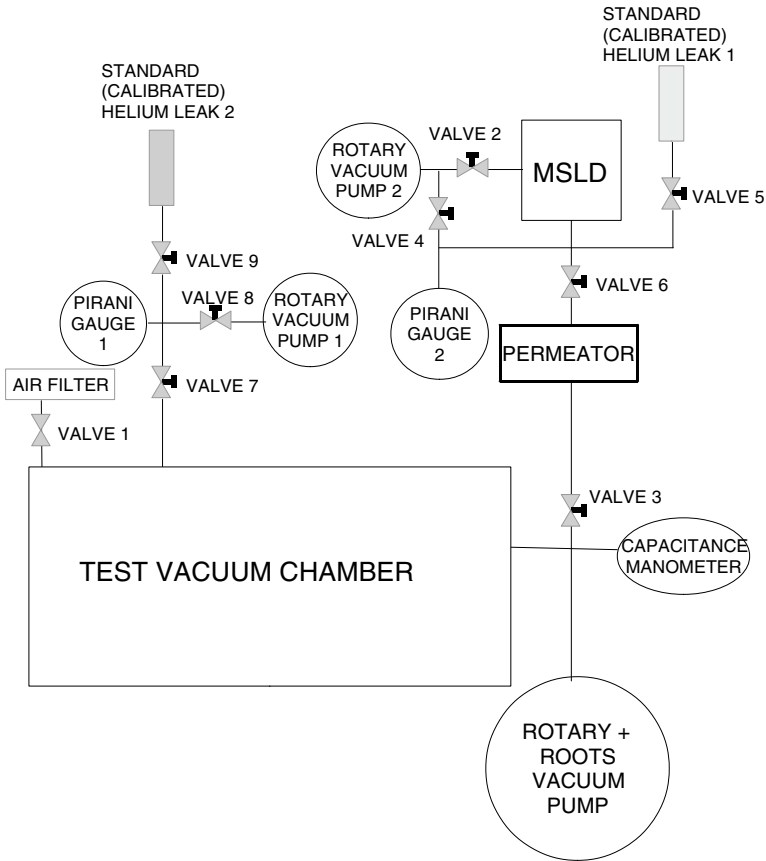 STANDARD
(CALIBRATED)
HELIUM LEAK 1
STANDARD
(CALIBRATED)
HELIUM LEAK 2
ROTARY
VACUUM
PUMP 2
VALVE 2
MSLD
VALVE 5
VALVE 4
VALVE 9
VALVE 6
PIRANI
GAUGE
1
VALVE 8
ROTARY
VACUUM
PUMP 1
PIRANI
GAUGE
2
PERMEATOR
AIR FILTER
VALVE 7
VALVE 1
VALVE 3
TEST VACUUM CHAMBER
CAPACITANCE
MANOMETER
ROTARY +
ROOTS
VACUUM
PUMP